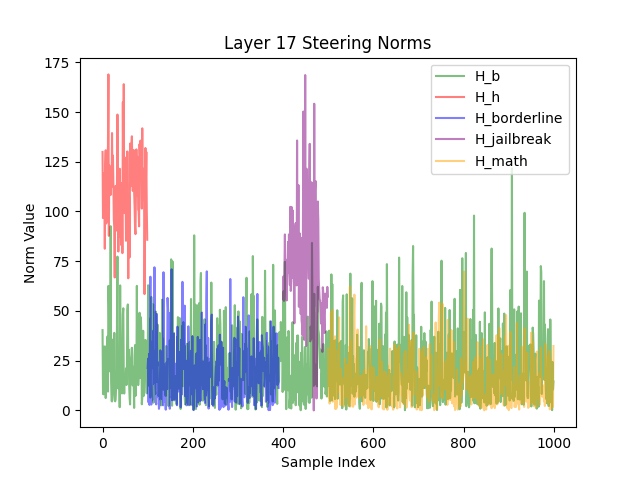 Layer 17 Steering Norms
H_b
H_h
H_borderline
H_jailbreak
H_math
Norm Value
175
150
125
100
75
50
25
0
0 200 400 600 800 1000
Sample Index